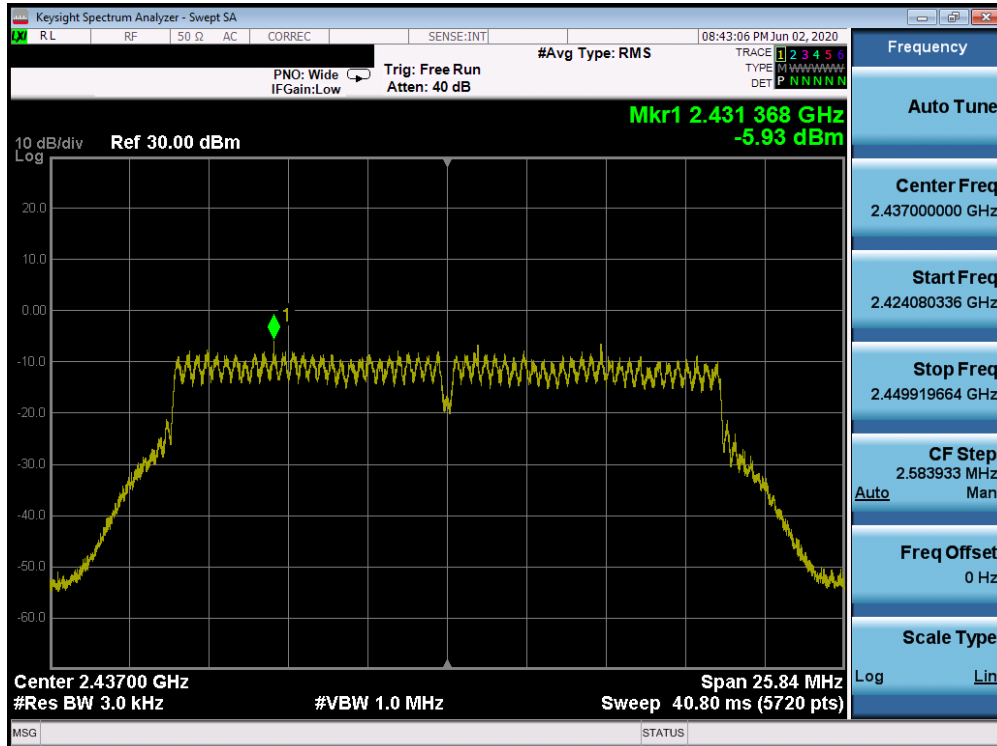 Keysight Spectrum Analyzer - Swept SA
LXI RL RF 50 Ω AC CORREC SENSE:INT 08:43:06 PM Jun 02, 2020
Frequency
#Avg Type: RMS
TRACE 1 2 3 4 5 6
PNO: Wide Trig: Free Run
TYPE M W W W W W
IFGain:Low Atten: 40 dB
DET P N N N N N
Auto Tune
Mkr1 2.431 368 GHz
-5.93 dBm
10 dB/div Ref 30.00 dBm
Log
20.0
10.0
0.00
-10.0
-20.0
-30.0
-40.0
-50.0
-60.0
1
Center Freq
2.437000000 GHz
Start Freq
2.424080336 GHz
Stop Freq
2.449919664 GHz
CF Step
2.583933 MHz
Auto Man
Freq Offset
0 Hz
Scale Type
Log Lin
Center 2.43700 GHz Span 25.84 MHz
#Res BW 3.0 kHz #VBW 1.0 MHz Sweep 40.80 ms (5720 pts)
MSG STATUS